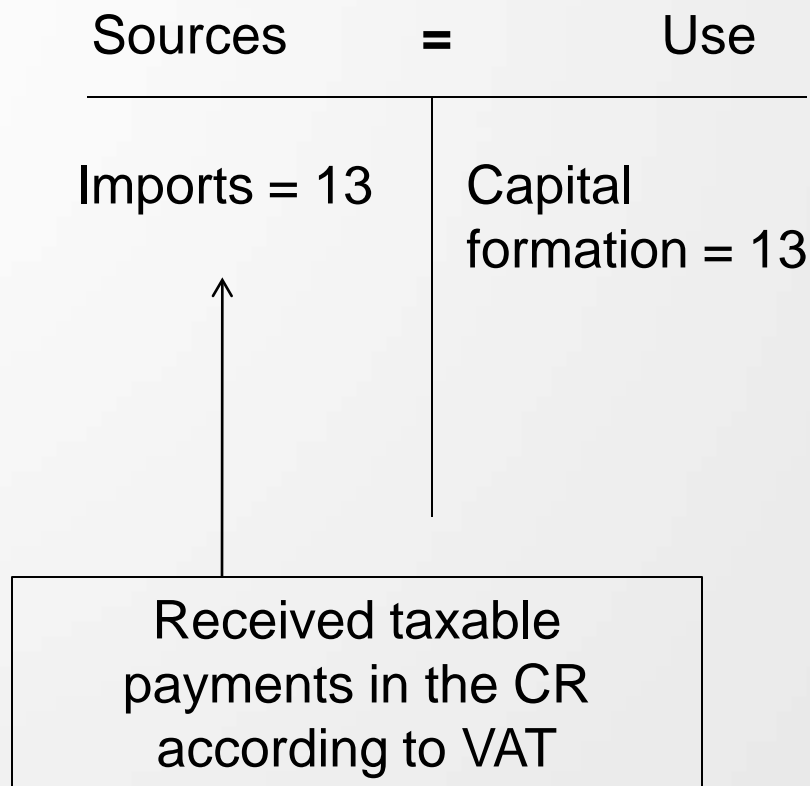 Sources = Use
Imports = 13
Capital
formation = 13
Received taxable
payments in the CR
according to VAT